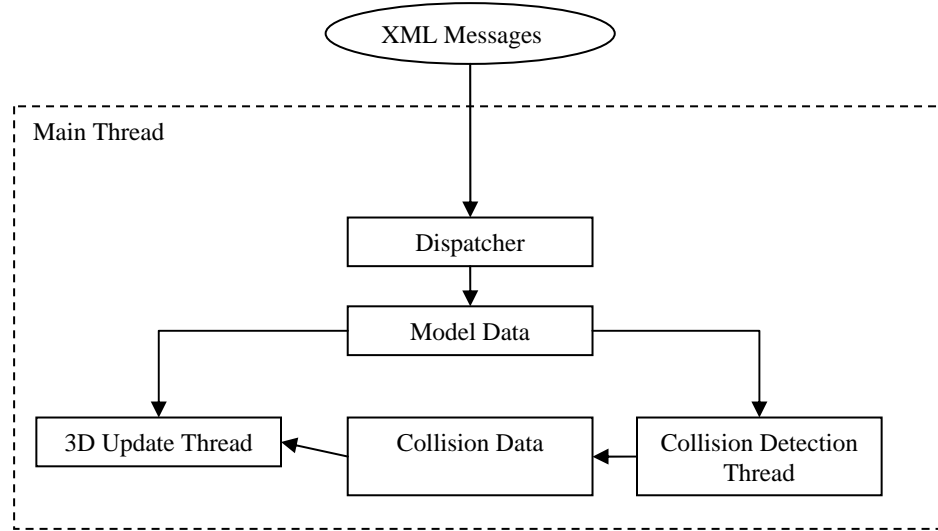 XML Messages
Main Thread
Dispatcher
Model Data
3D Update Thread
Collision Data
Collision Detection
Thread